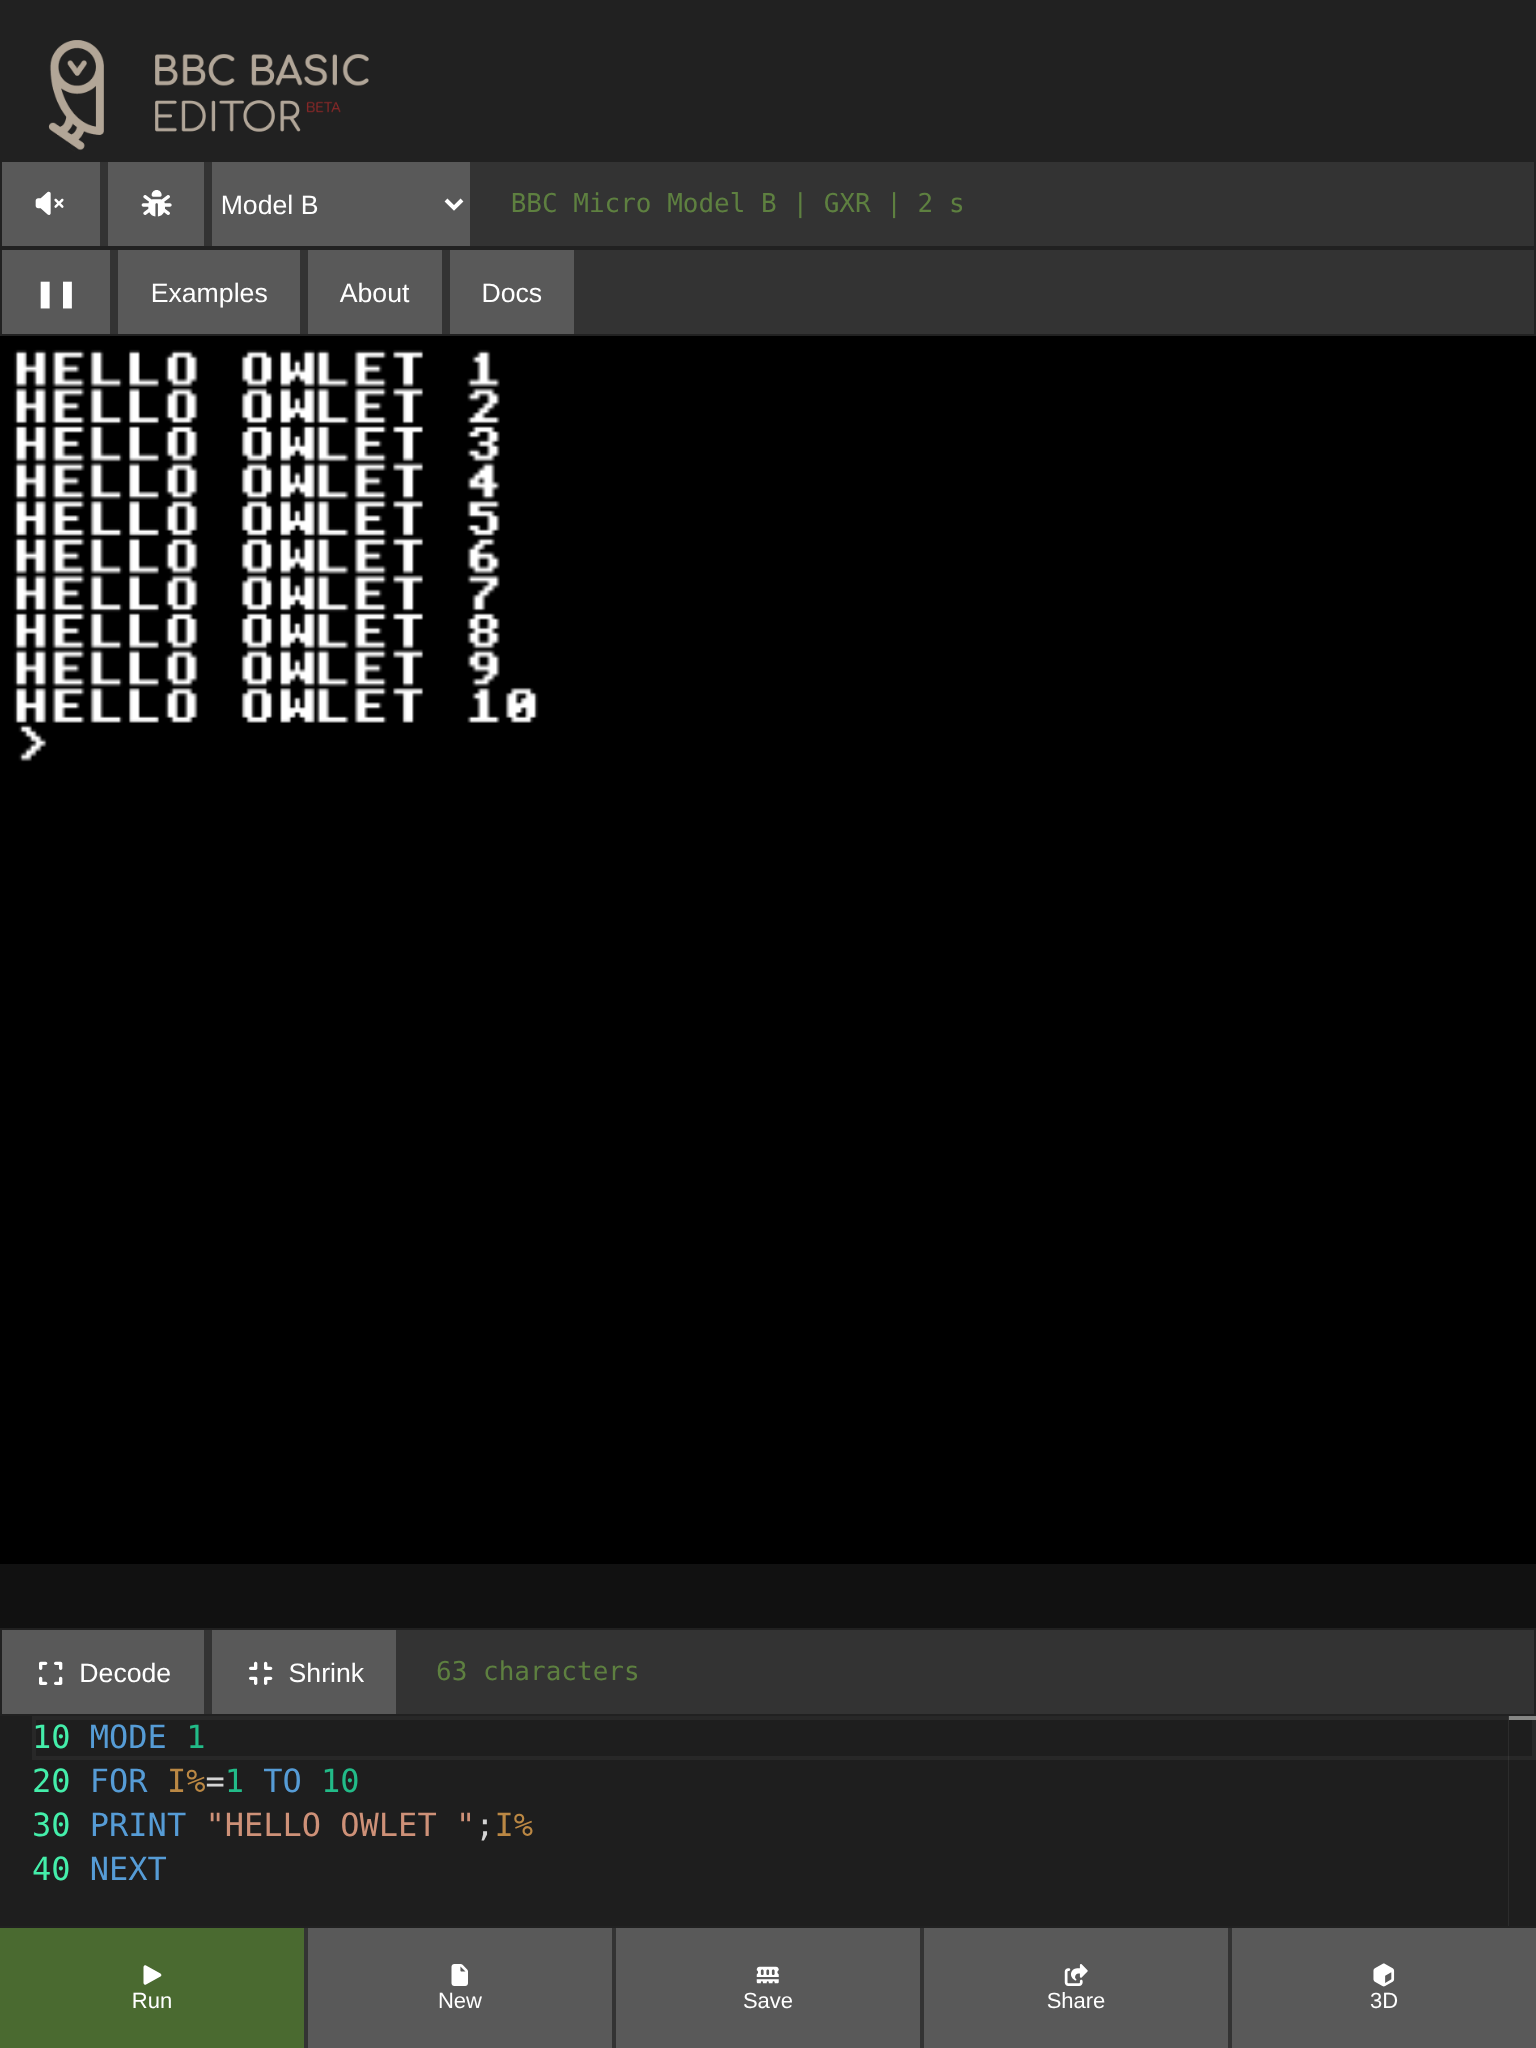 BBC BASIC
EDITOR BETA
Model B
BBC Micro Model B | GXR | 2 s
Examples About Docs
HELLO OWLET 1
HELLO OWLET 2
HELLO OWLET 3
HELLO OWLET 4
HELLO OWLET 5
HELLO OWLET 6
HELLO OWLET 7
HELLO OWLET 8
HELLO OWLET 9
HELLO OWLET 10
>
Decode Shrink 63 characters
10 MODE 1
20 FOR I%=1 TO 10
30 PRINT "HELLO OWLET ";I%
40 NEXT
Run New Save Share 3D